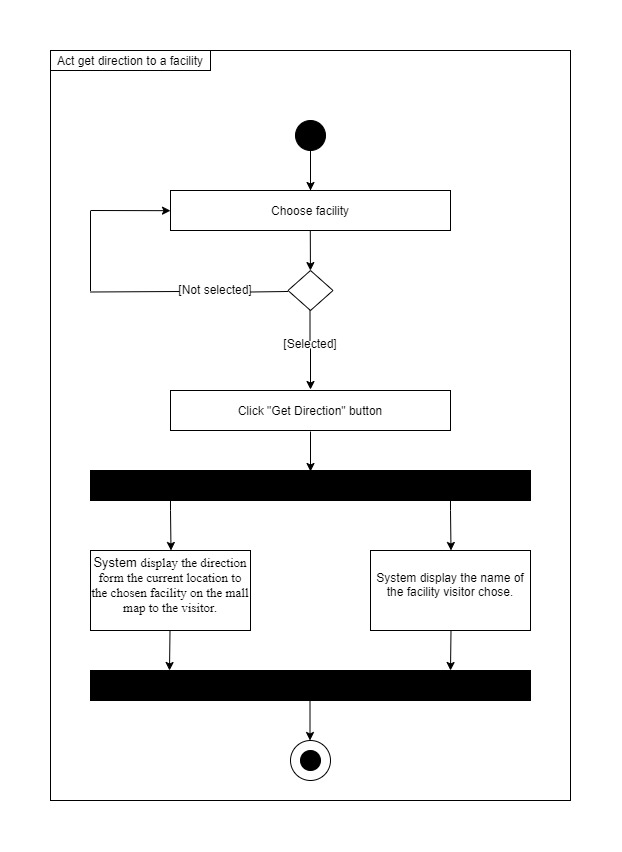 Act get direction to a facility
Choose facility
[Not selected]
[Selected]
Click "Get Direction" button
System display the direction
form the current location to
the chosen facility on the mall
map to the visitor.
System display the name of
the facility visitor chose.